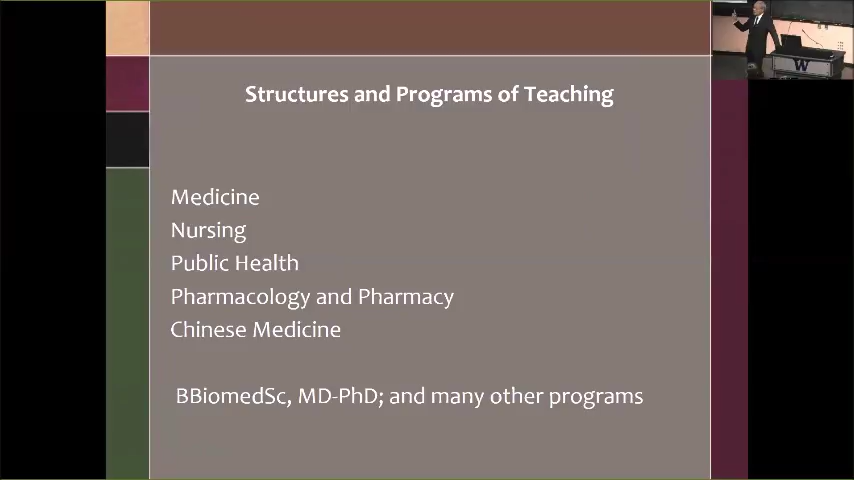 Structures and Programs of Teaching
W
Medicine
Nursing
Public Health
Pharmacology and Pharmacy
Chinese Medicine
BBiomedSc, MD-PhD; and many other programs